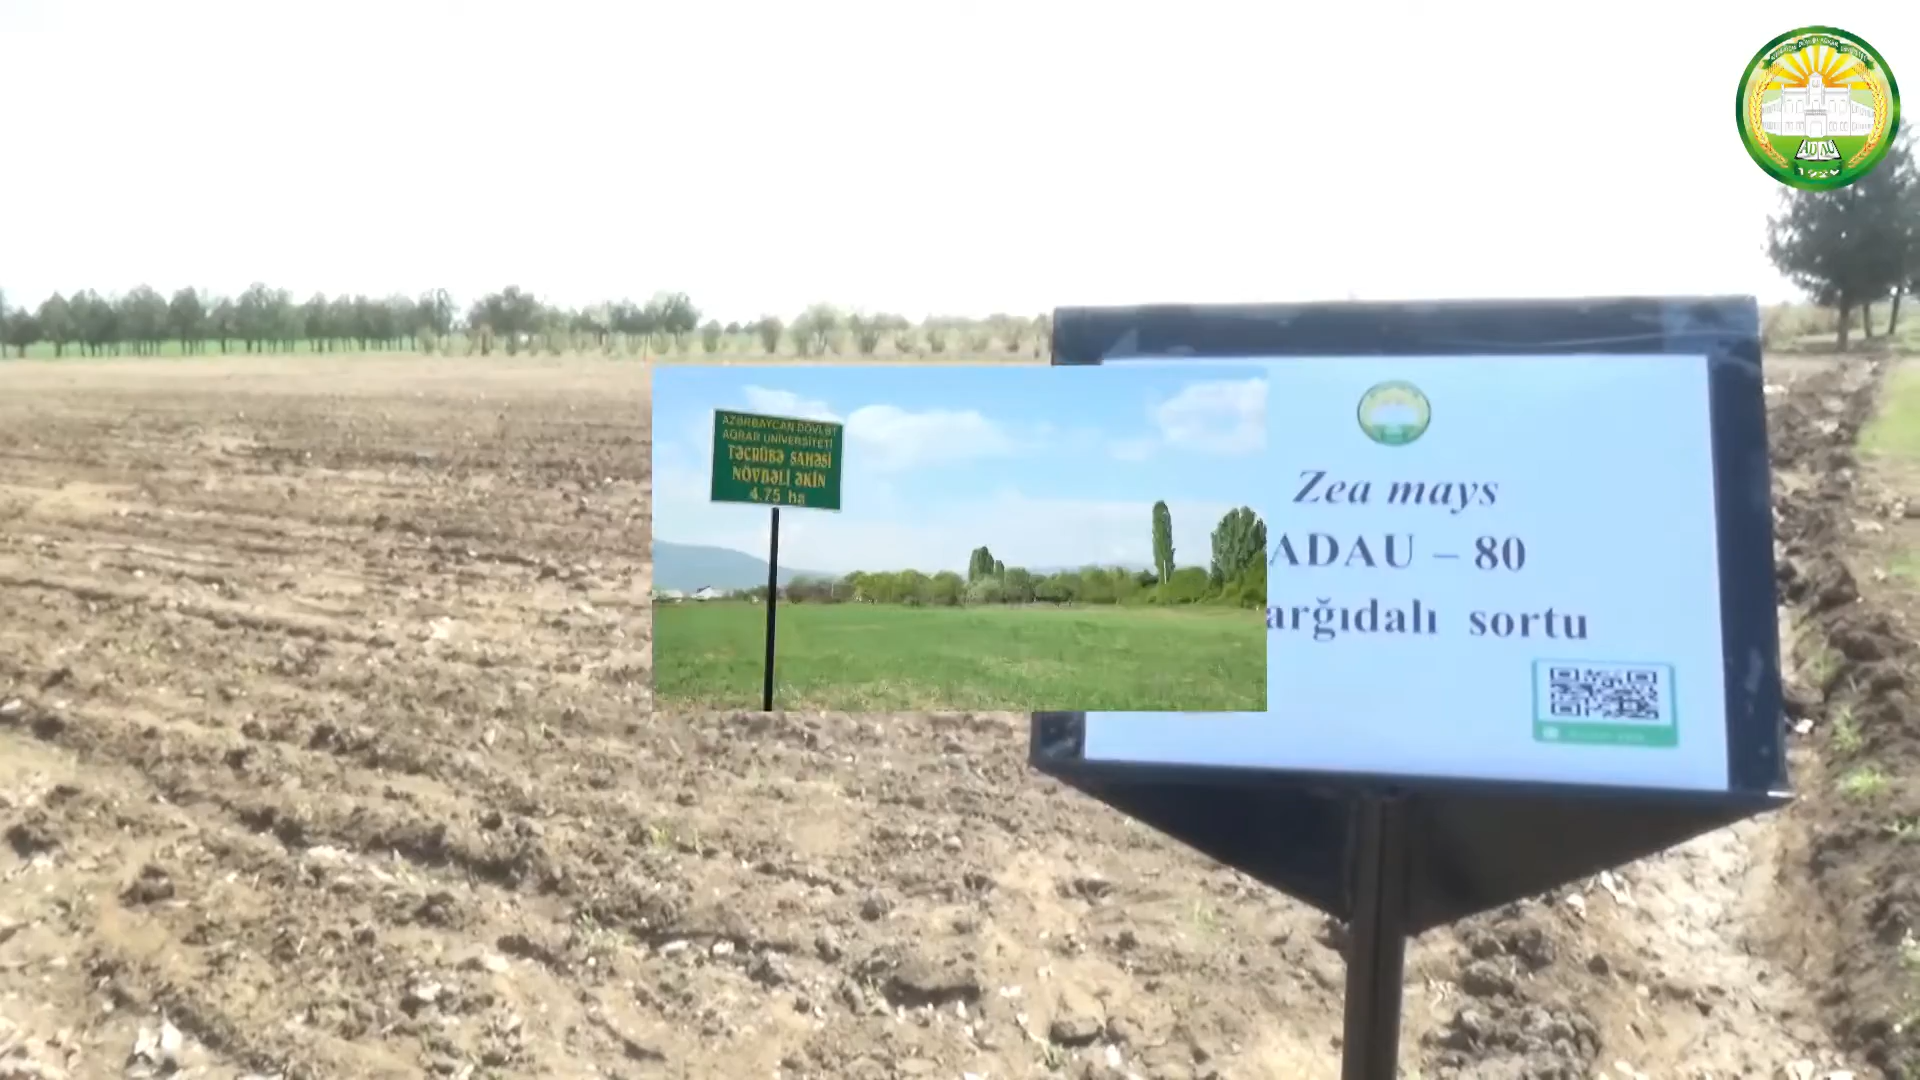 AZƏRBAYCAN DÖVLƏT
AQRAR UNİVERSİTETİ
TƏCRÜBƏ SAHƏSİ
NÖVBƏLİ ƏKİN
4.75 ha
Zea mays
ADAU – 80
arğıdalı sortu
ADAU